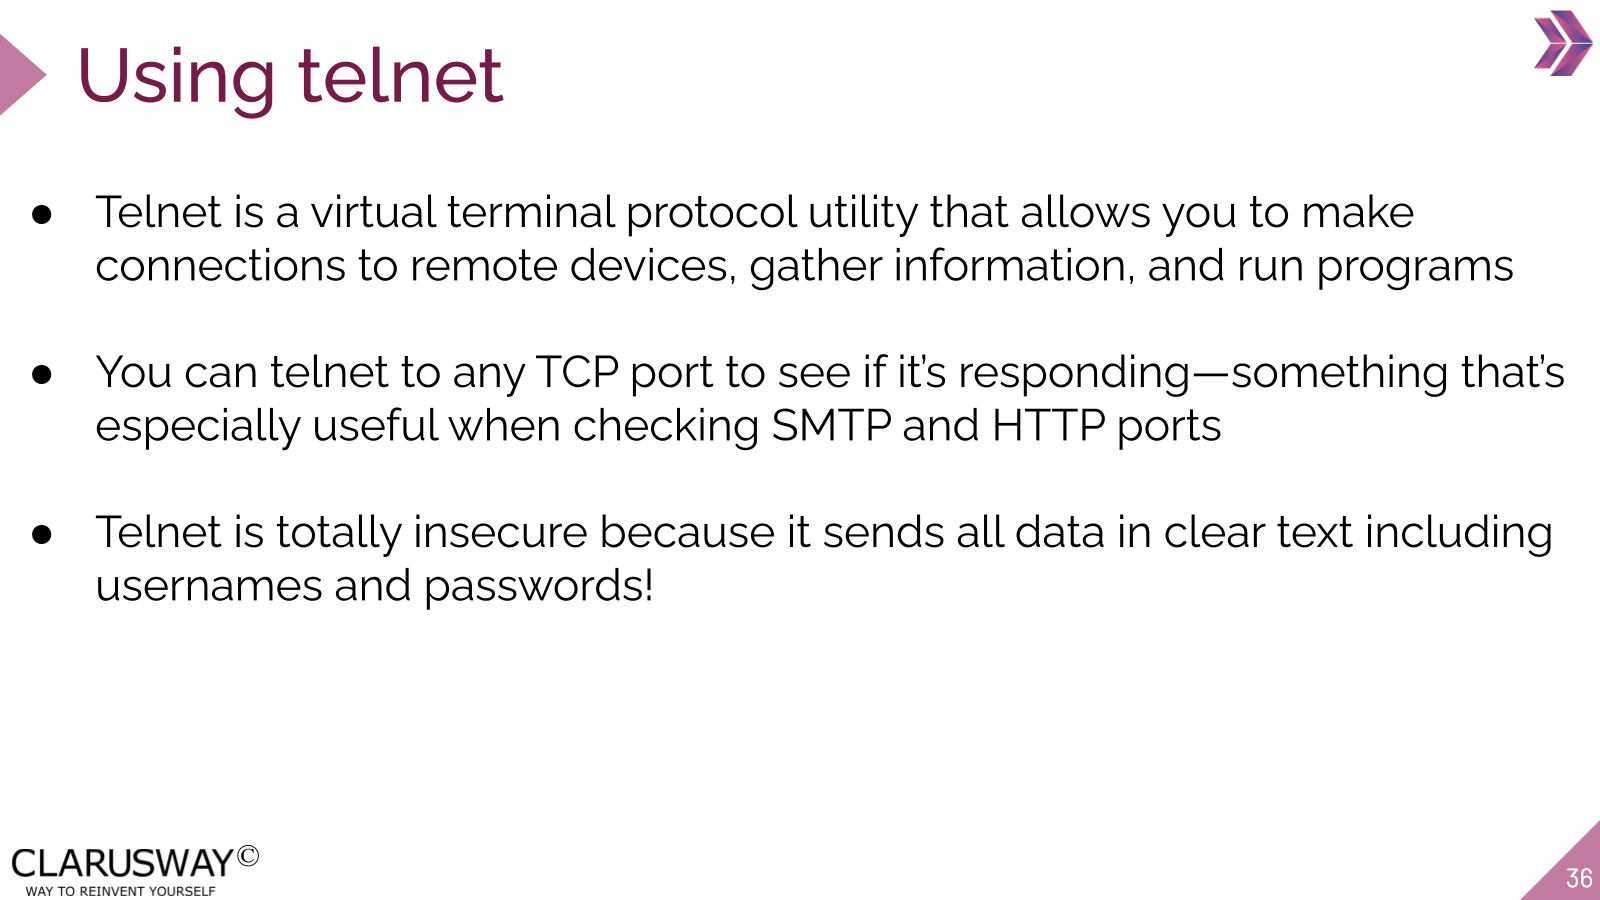 Using telnet
● Telnet is a virtual terminal protocol utility that allows you to make
connections to remote devices, gather information, and run programs
● You can telnet to any TCP port to see if it’s responding—something that’s
especially useful when checking SMTP and HTTP ports
● Telnet is totally insecure because it sends all data in clear text including
usernames and passwords!
CLARUSWAY©
WAY TO REINVENT YOURSELF
36